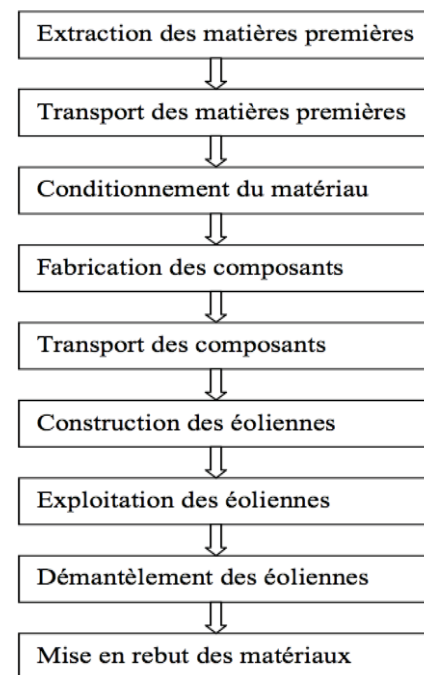 Extraction des matières premières
Transport des matières premières
Conditionnement du matériau
Fabrication des composants
Transport des composants
Construction des éoliennes
Exploitation des éoliennes
Démantèlement des éoliennes
Mise en rebut des matériaux